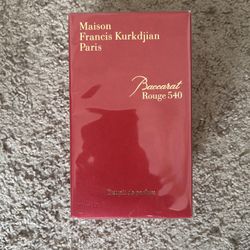 Maison
Francis Kurkdjian
Paris
Baccarat
Rouge 540
Extrait de parfum